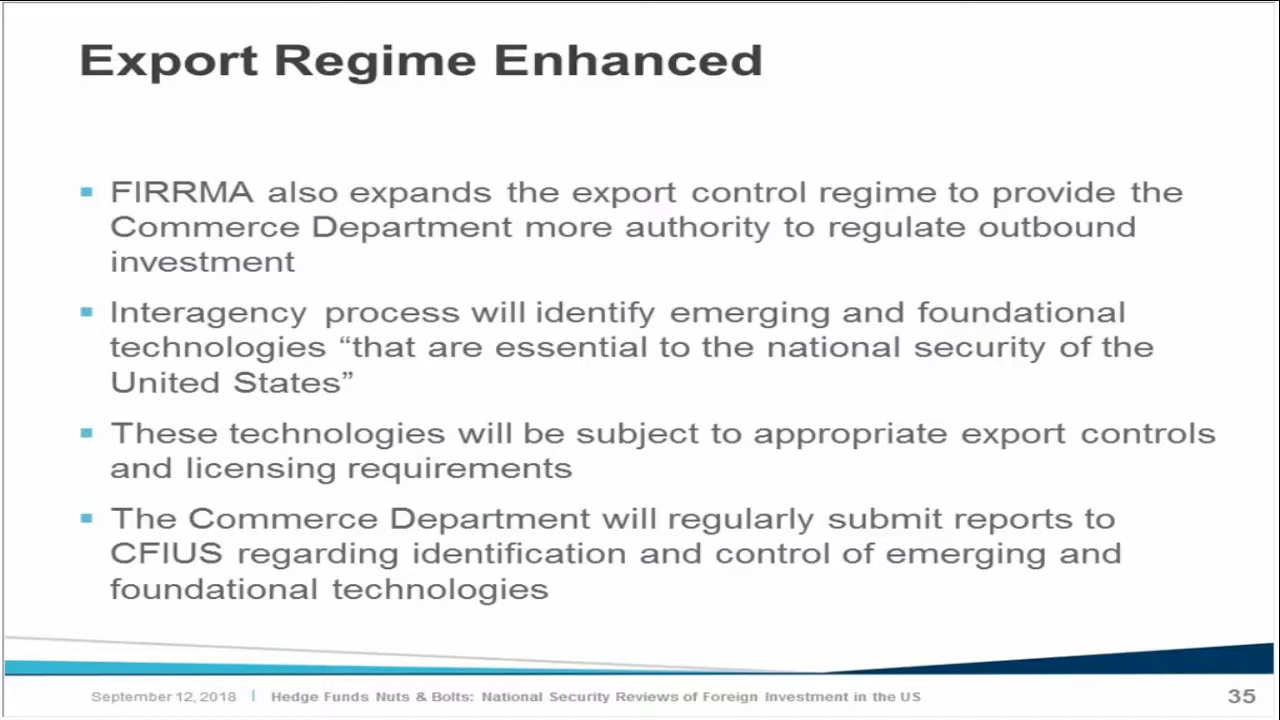 Export Regime Enhanced
FIRRMA also expands the export control regime to provide the
Commerce Department more authority to regulate outbound
investment
Interagency process will identify emerging and foundational
technologies “that are essential to the national security of the
United States”
These technologies will be subject to appropriate export controls
and licensing requirements
The Commerce Department will regularly submit reports to
CFIUS regarding identification and control of emerging and
foundational technologies
September 12, 2018 | Hedge Funds Nuts & Bolts: National Security Reviews of Foreign Investment in the US 35